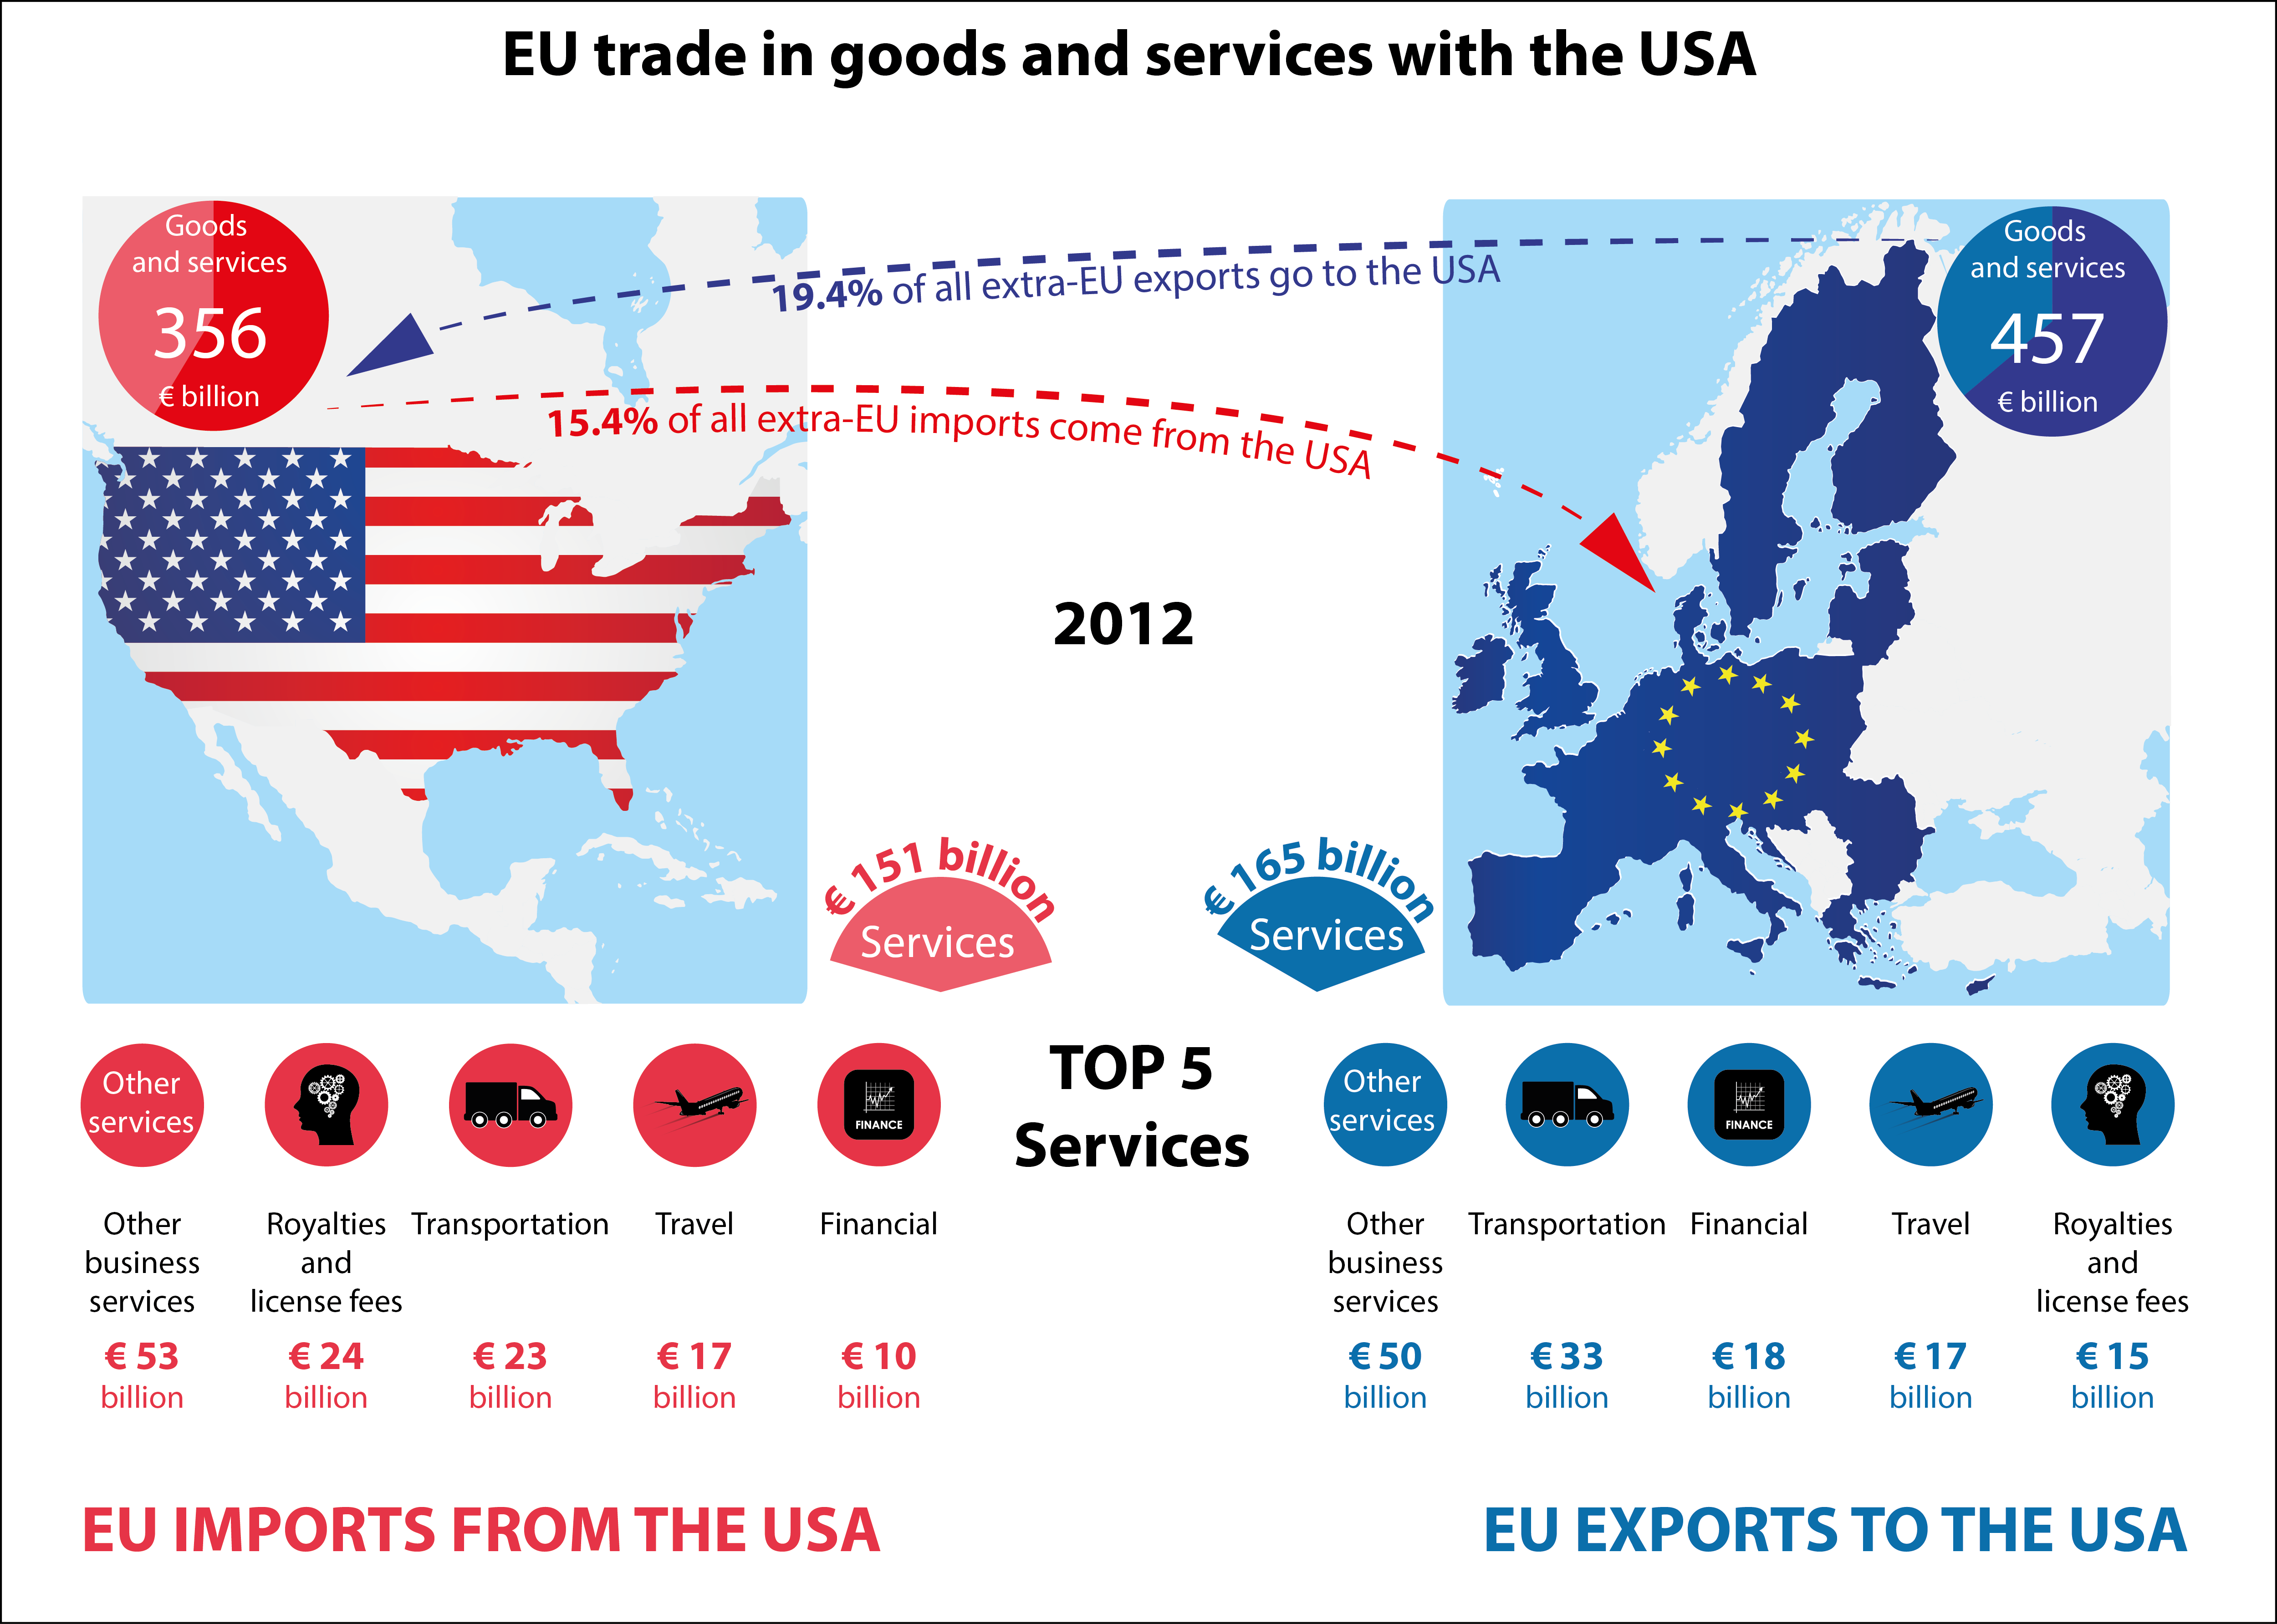 EU trade in goods and services with the USA
Goods
and services
356
€ billion
19.4% of all extra-EU exports go to the USA
15.4% of all extra-EU imports come from the USA
Goods
and services
457
€ billion
2012
€ 151 billion
Services
€ 165 billion
Services
TOP 5
Services
Other
services
FINANCE
Other
business
services
Royalties
and
license fees
Transportation
Travel
Financial
€ 53
billion
€ 24
billion
€ 23
billion
€ 17
billion
€ 10
billion
Other
services
FINANCE
Other
business
services
Transportation
Financial
Travel
Royalties
and
license fees
€ 50
billion
€ 33
billion
€ 18
billion
€ 17
billion
€ 15
billion
EU IMPORTS FROM THE USA
EU EXPORTS TO THE USA